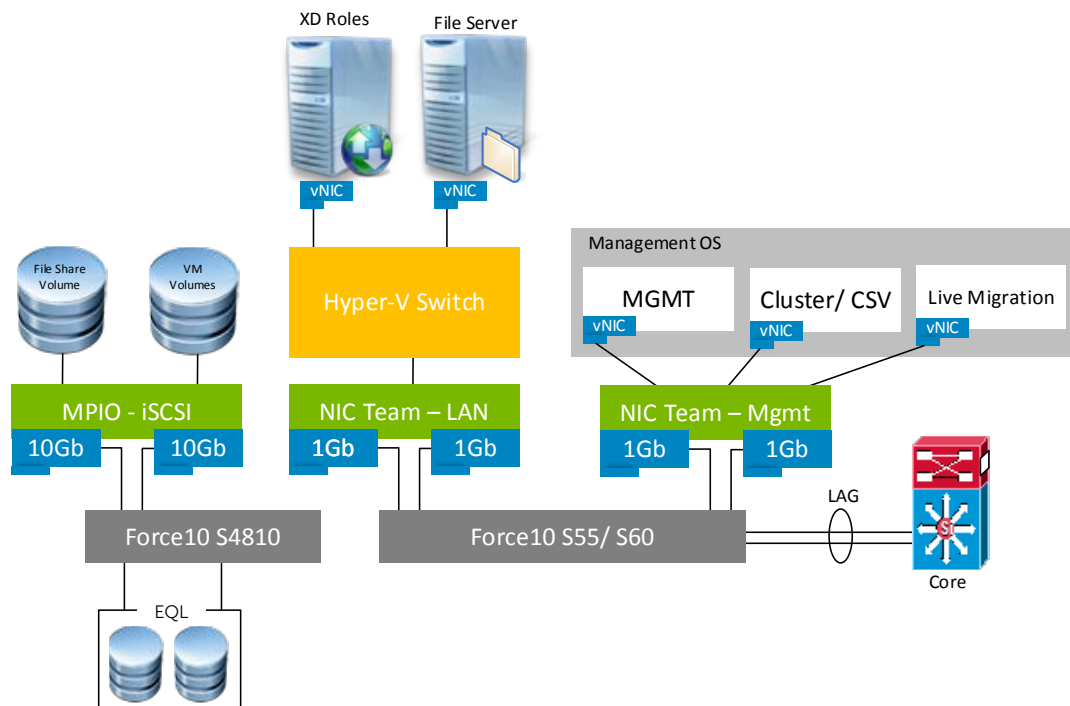 XD Roles
File Server
vNIC
vNIC
File Share
Volume
VM
Volumes
Hyper-V Switch
Management OS
MGMT
vNIC
Cluster/ CSV
vNIC
Live Migration
vNIC
MPIO - iSCSI
10Gb
10Gb
NIC Team – LAN
1Gb
1Gb
NIC Team – Mgmt
1Gb
1Gb
LAG
Force10 S4810
Force10 S55/ S60
Si
Core
EQL